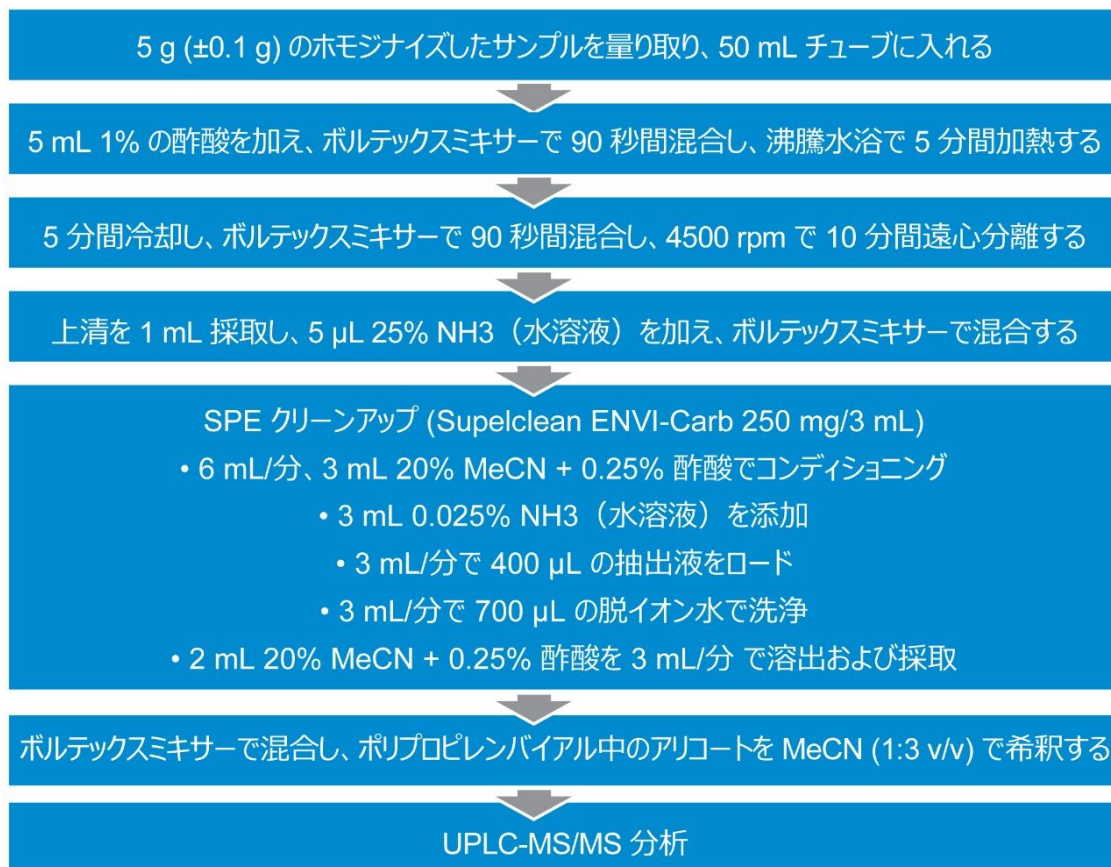 5 g (±0.1 g) のホモジナイズしたサンプルを量り取り、50 mL チューブに入れる
5 mL 1% の酢酸を加え、ボルテックスミキサーで 90 秒間混合し、沸騰水浴で 5 分間加熱する
5 分間冷却し、ボルテックスミキサーで 90 秒間混合し、4500 rpm で 10 分間遠心分離する
上清を 1 mL 採取し、5 µL 25% NH3（水溶液）を加え、ボルテックスミキサーで混合する
SPE クリーンアップ (Supelclean ENVI-Carb 250 mg/3 mL)
• 6 mL/分、3 mL 20% MeCN + 0.25% 酢酸でコンディショニング
• 3 mL 0.025% NH3（水溶液）を添加
• 3 mL/分で 400 µL の抽出液をロード
• 3 mL/分で 700 µL の脱イオン水で洗浄
• 2 mL 20% MeCN + 0.25% 酢酸を 3 mL/分 で溶出および採取
ボルテックスミキサーで混合し、ポリプロピレンバイアル中のアリコートを MeCN (1:3 v/v) で希釈する
UPLC-MS/MS 分析